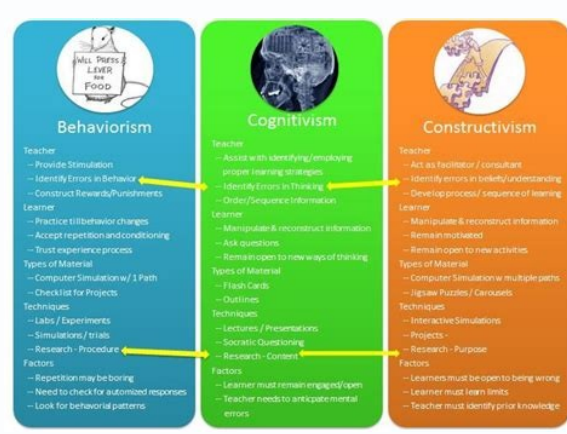 WILL PRESS
LEVER
FOR
FOOD
Behaviorism
Teacher
-- Provide Stimulation
-- Identify Errors in Behavior
-- Construct Rewards/Punishments
Learner
-- Practice till behavior changes
-- Accept repetition and conditioning
-- Trust experience process
Types of Material
-- Computer Simulation w/ 1 Path
-- Checklist for Projects
Techniques
-- Labs / Experiments
-- Simulations / trials
-- Research - Procedure
Factors
-- Repetition may be boring
-- Need to check for automized responses
-- Look for behavorial patterns
Cognitivism
Teacher
-- Assist with identifying/employing
proper learning strategies
-- Identify Errors in Thinking
-- Order/Sequence Information
Learner
-- Manipulate & reconstruct information
-- Ask questions
-- Remain open to new ways of thinking
Types of Material
-- Flash Cards
-- Outlines
Techniques
-- Lectures / Presentations
-- Socratic Questioning
-- Research - Content
Factors
-- Learner must remain engaged/open
-- Teacher needs to anticpate mental
errors
Constructivism
Teacher
-- Act as facilitator / consultant
-- Identify errors in beliefs/understanding
-- Develop process/ sequence of learning
Learner
-- Manipulate & reconstruct information
-- Remain motivated
-- Remain open to new activities
Types of Material
-- Computer Simulation w multiple paths
-- Jigsaw Puzzles / Carousels
Techniques
-- Interactive Simulations
-- Projects -
-- Research - Purpose
Factors
-- Learners must be open to being wrong
-- Learner must learn limits
-- Teacher must identify prior knowledge